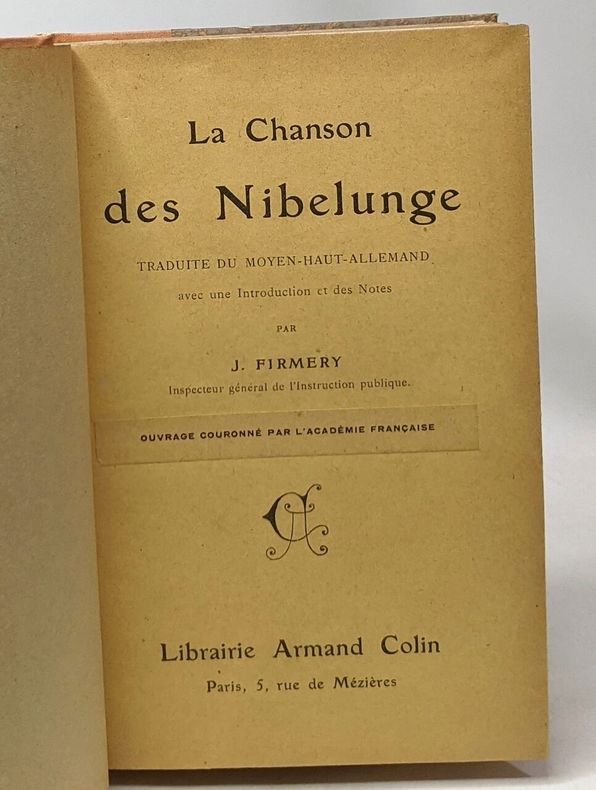 La Chanson
des Nibelunge
TRADUITE DU MOYEN-HAUT-ALLEMAND
avec une Introduction et des Notes
PAR
J. FIRMERY
Inspecteur général de l'Instruction publique.
OUVRAGE COURONNÉ PAR L'ACADÉMIE FRANÇAISE
Librairie Armand Colin
Paris, 5, rue de Mézières